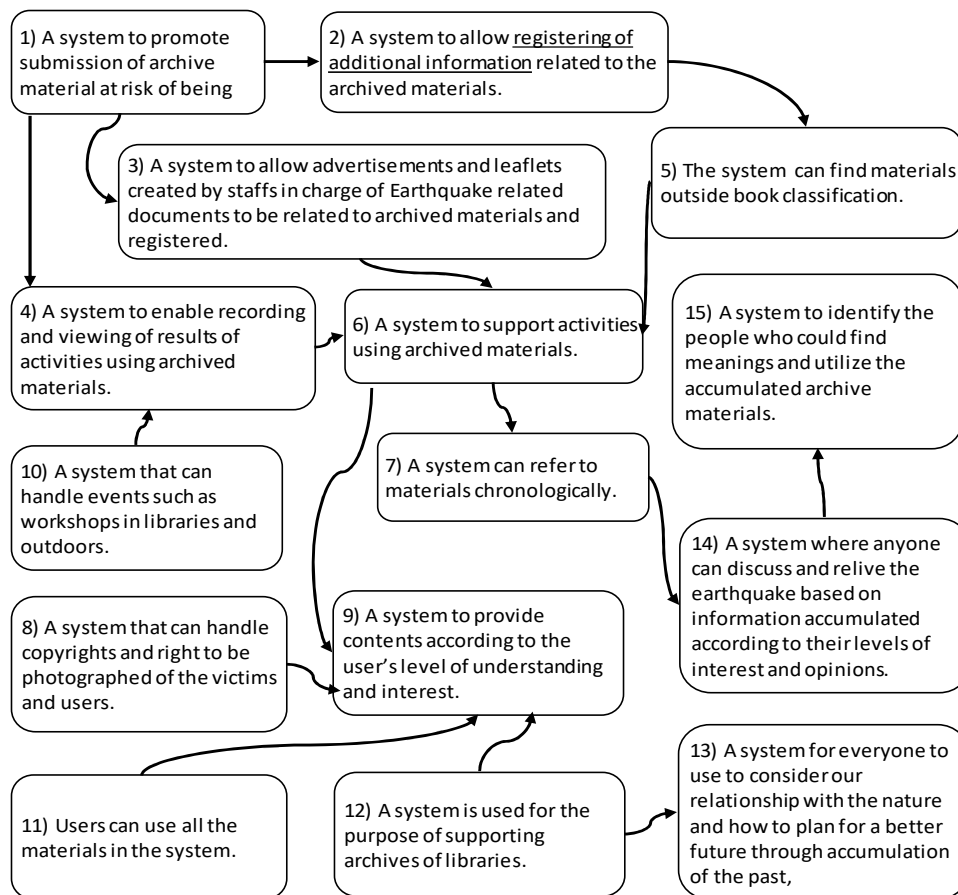 1) A system to promote
submission of archive
material at risk of being
2) A system to allow registering of
additional information related to the
archived materials.
3) A system to allow advertisements and leaflets
created by staffs in charge of Earthquake related
documents to be related to archived materials and
registered.
5) The system can find materials
outside book classification.
4) A system to enable recording
and viewing of results of
activities using archived
materials.
6) A system to support activities
using archived materials.
15) A system to identify the
people who could find
meanings and utilize the
accumulated archive
materials.
10) A system that can
handle events such as
workshops in libraries and
outdoors.
7) A system can refer to
materials chronologically.
14) A system where anyone
can discuss and relive the
earthquake based on
information accumulated
according to their levels of
interest and opinions.
8) A system that can handle
copyrights and right to be
photographed of the victims
and users.
9) A system to provide
contents according to the
user's level of understanding
and interest.
11) Users can use all the
materials in the system.
12) A system is used for the
purpose of supporting
archives of libraries.
13) A system for everyone to
use to consider our
relationship with the nature
and how to plan for a better
future through accumulation
of the past,